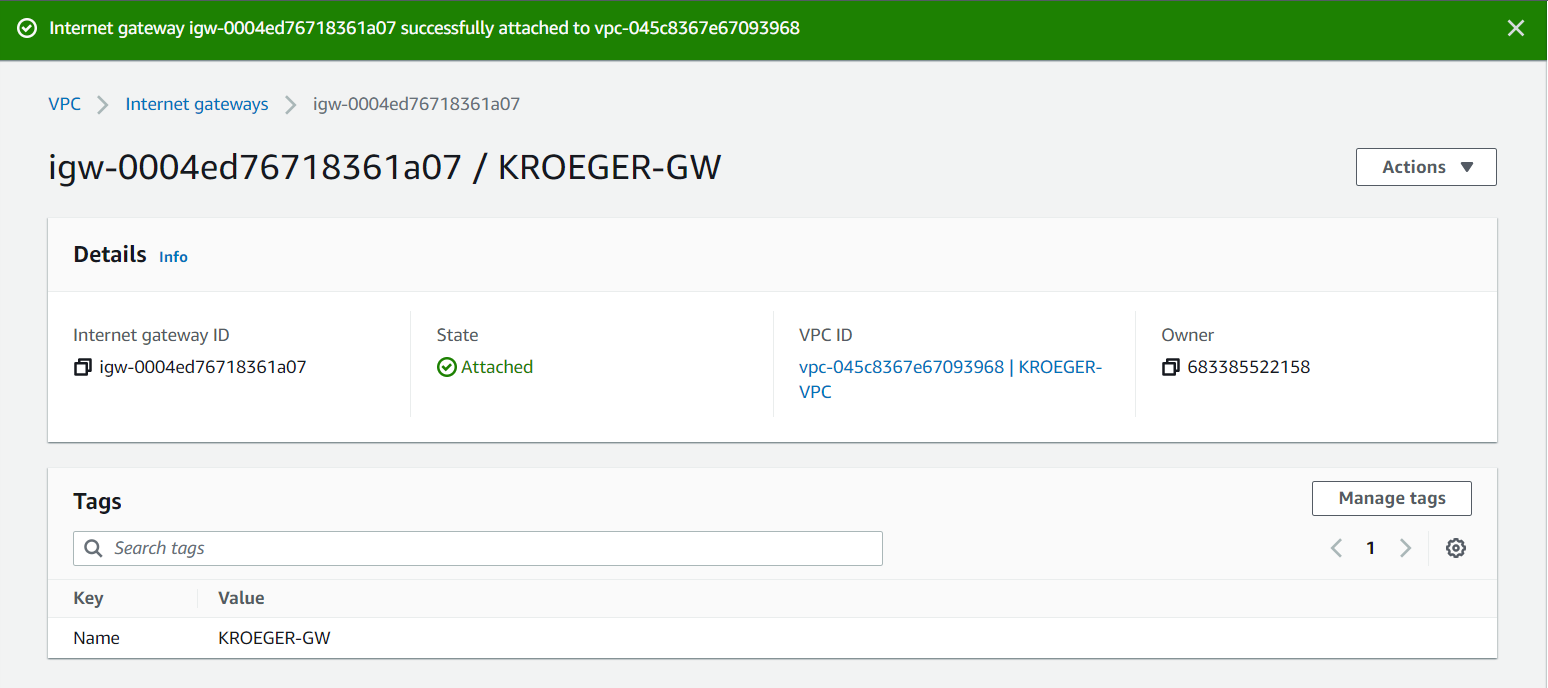 Internet gateway igw-0004ed76718361a07 successfully attached to vpc-045c8367e67093968
VPC
Internet gateways
igw-0004ed76718361a07
igw-0004ed76718361a07 / KROEGER-GW
Actions
Details Info
Internet gateway ID
igw-0004ed76718361a07
State
Attached
VPC ID
vpc-045c8367e67093968 | KROEGER-
VPC
Owner
683385522158
Tags
Manage tags
Search tags
1
Key
Value
Name
KROEGER-GW